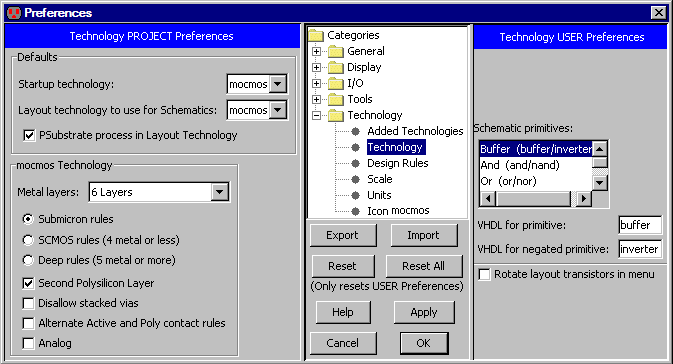 Preferences
Technology PROJECT Preferences
Defaults
Startup technology: mocmos
Layout technology to use for Schematics: mocmos
PSubstrate process in Layout Technology
mocmos Technology
Metal layers: 6 Layers
Submicron rules
SCMOS rules (4 metal or less)
Deep rules (5 metal or more)
Second Polysilicon Layer
Disallow stacked vias
Alternate Active and Poly contact rules
Analog
Categories
General
Display
I/O
Tools
Technology
Added Technologies
Technology
Design Rules
Scale
Units
Icon mocmos
Export Import
Reset Reset All
(Only resets USER Preferences)
Help Apply
Cancel OK
Technology USER Preferences
Schematic primitives:
Buffer (buffer/inverter
And (and/nand)
Or (or/nor)
VHDL for primitive: buffer
VHDL for negated primitive: inverter
Rotate layout transistors in menu